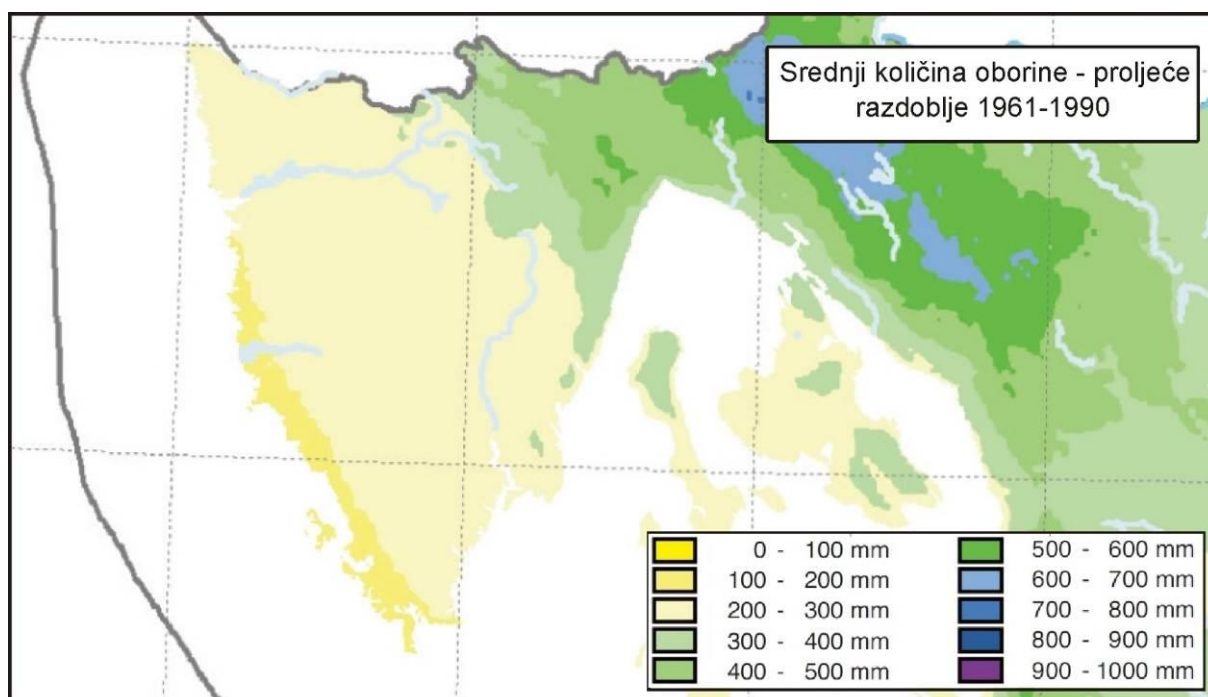 Srednji količina oborine - proljeće
razdoblje 1961-1990
0 - 100 mm
100 - 200 mm
200 - 300 mm
300 - 400 mm
400 - 500 mm
500 - 600 mm
600 - 700 mm
700 - 800 mm
800 - 900 mm
900 - 1000 mm